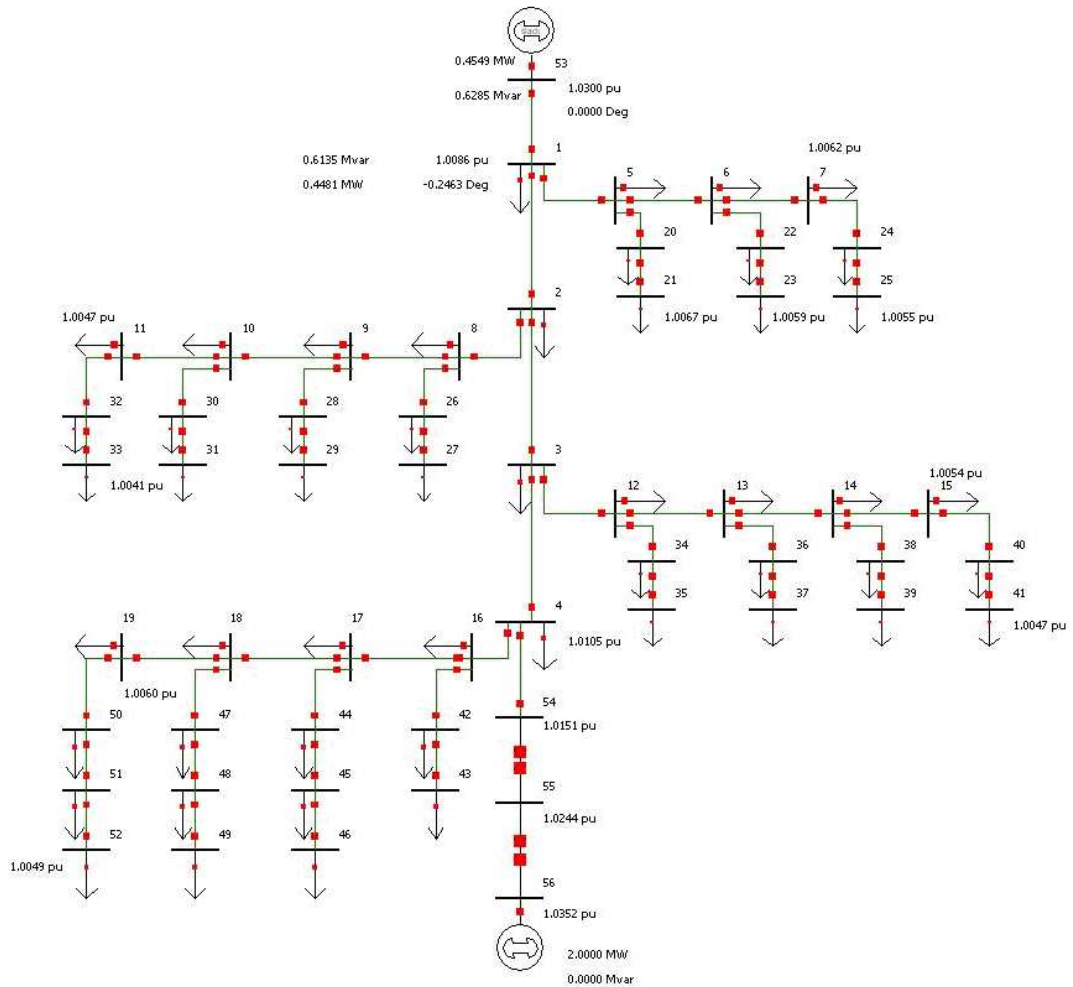 slack
0.4549 MW
53
1.0300 pu
0.6285 Mvar
0.0000 Deg
1
0.6135 Mvar
1.0086 pu
1.0062 pu
0.4481 MW
-0.2463 Deg
5
6
7
20
22
24
21
23
25
1.0067 pu
1.0059 pu
1.0055 pu
2
1.0047 pu
11
10
9
8
32
30
28
26
33
31
29
27
3
1.0041 pu
1.0054 pu
12
13
14
15
34
36
38
40
35
37
39
41
4
1.0105 pu
1.0047 pu
19
18
17
16
1.0060 pu
50
47
44
42
54
1.0151 pu
51
48
45
43
55
1.0244 pu
52
49
46
1.0049 pu
56
1.0352 pu
2.0000 MW
0.0000 Mvar